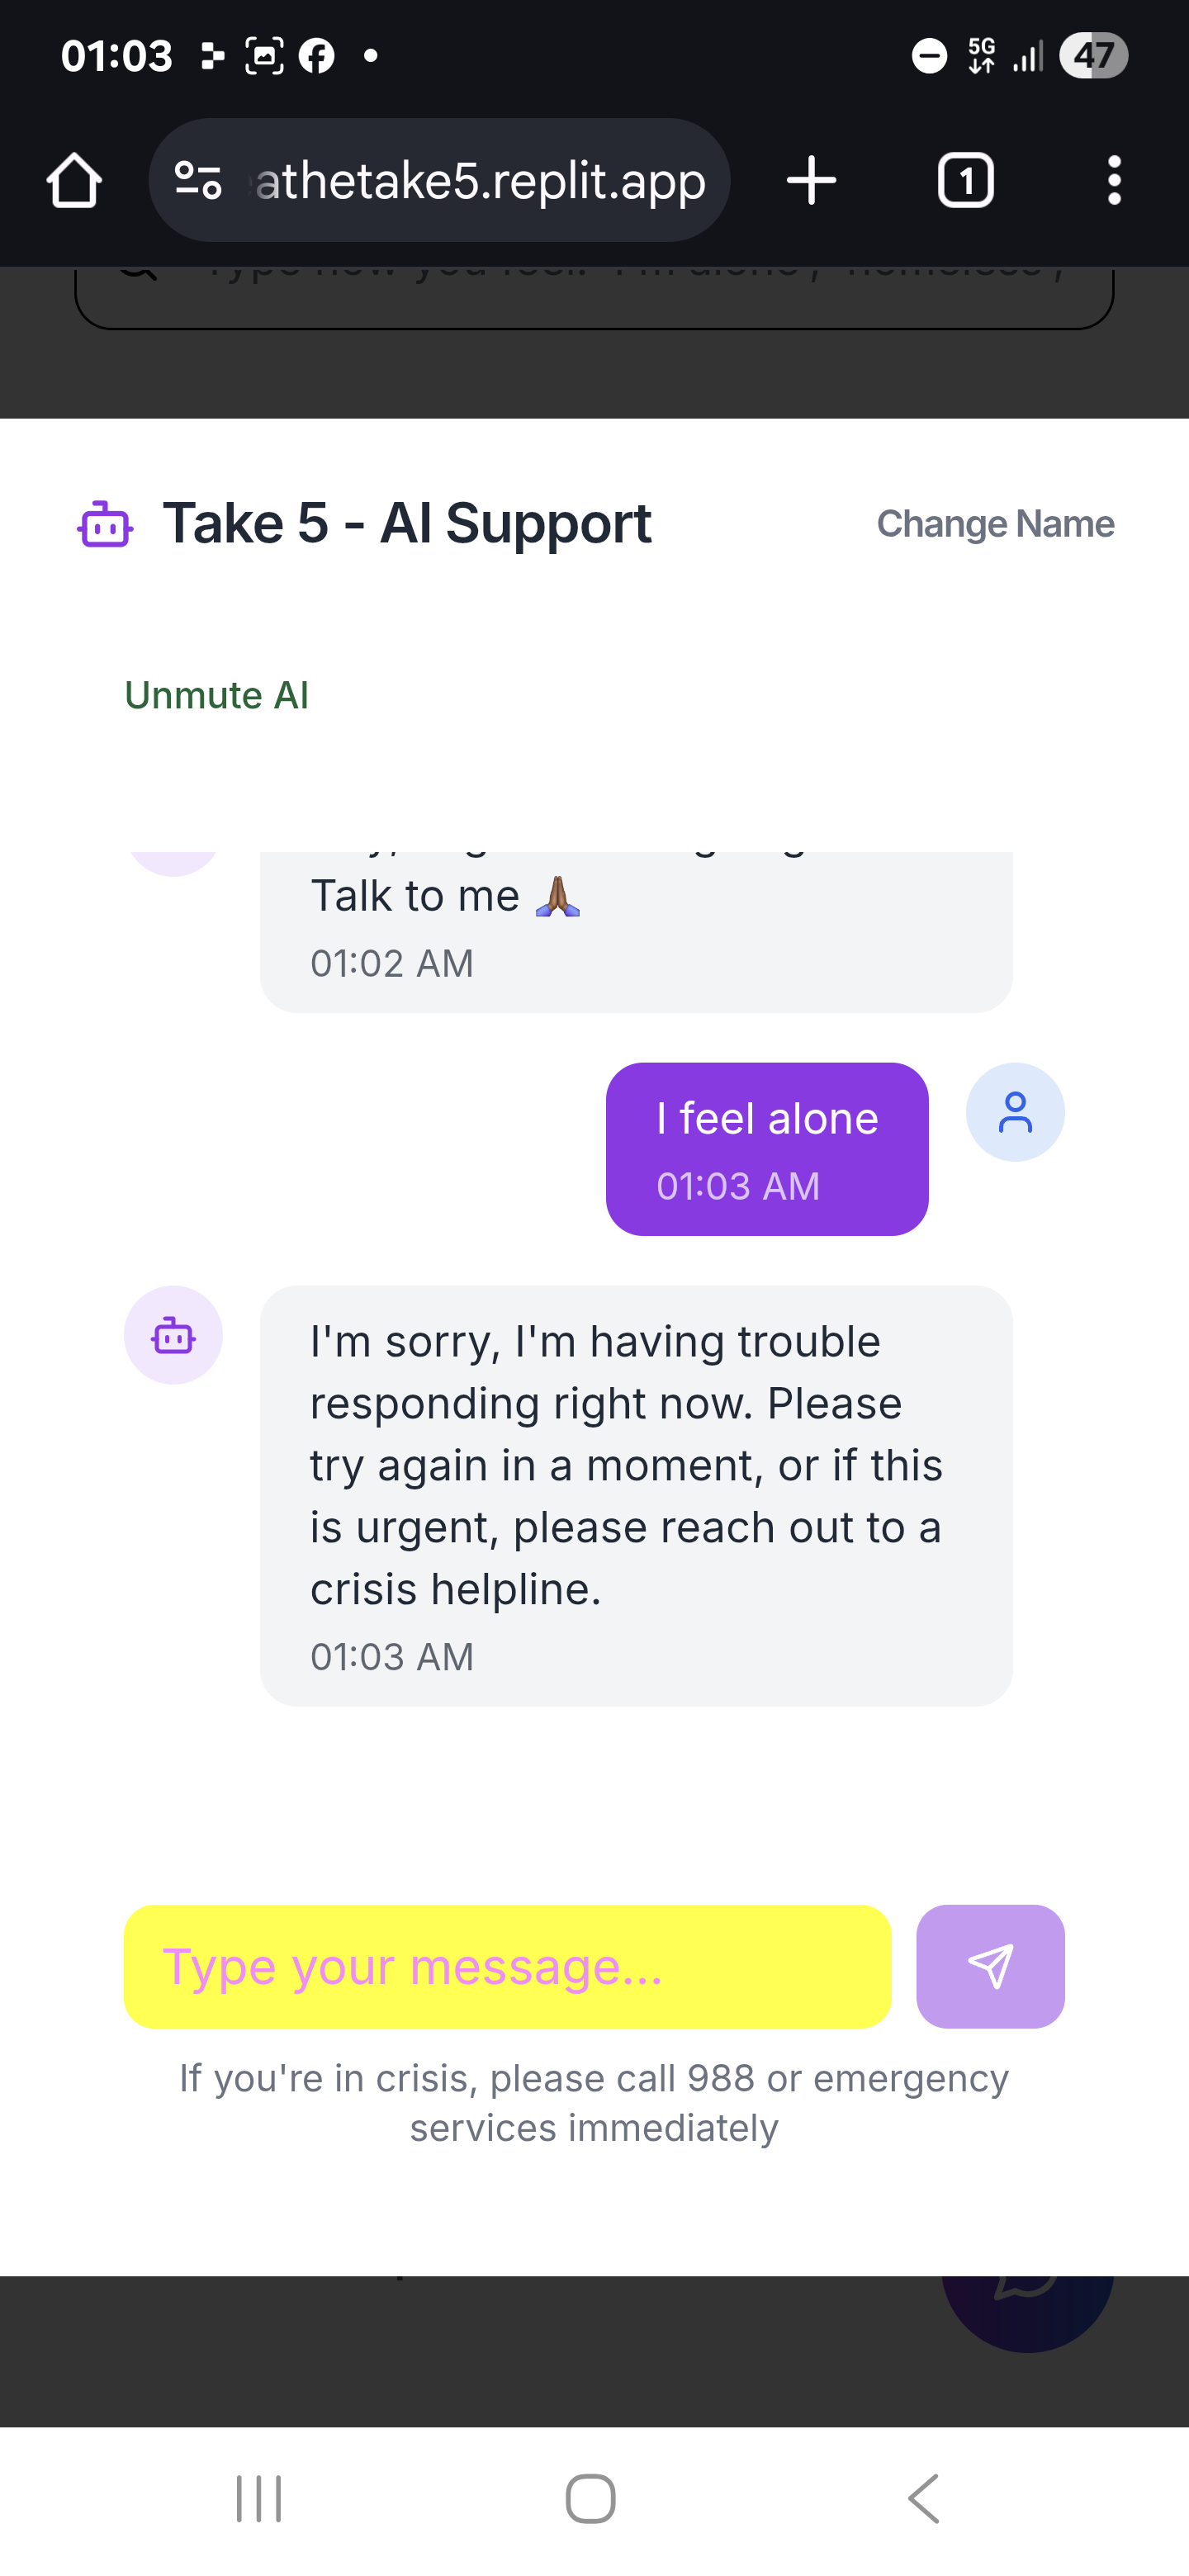 01:03
5G
47
athetake5.replit.app
1
Take 5 - AI Support
Change Name
Unmute AI
Talk to me 🙏🏾
01:02 AM
I feel alone
01:03 AM
I'm sorry, I'm having trouble
responding right now. Please
try again in a moment, or if this
is urgent, please reach out to a
crisis helpline.
01:03 AM
Type your message...
If you're in crisis, please call 988 or emergency
services immediately